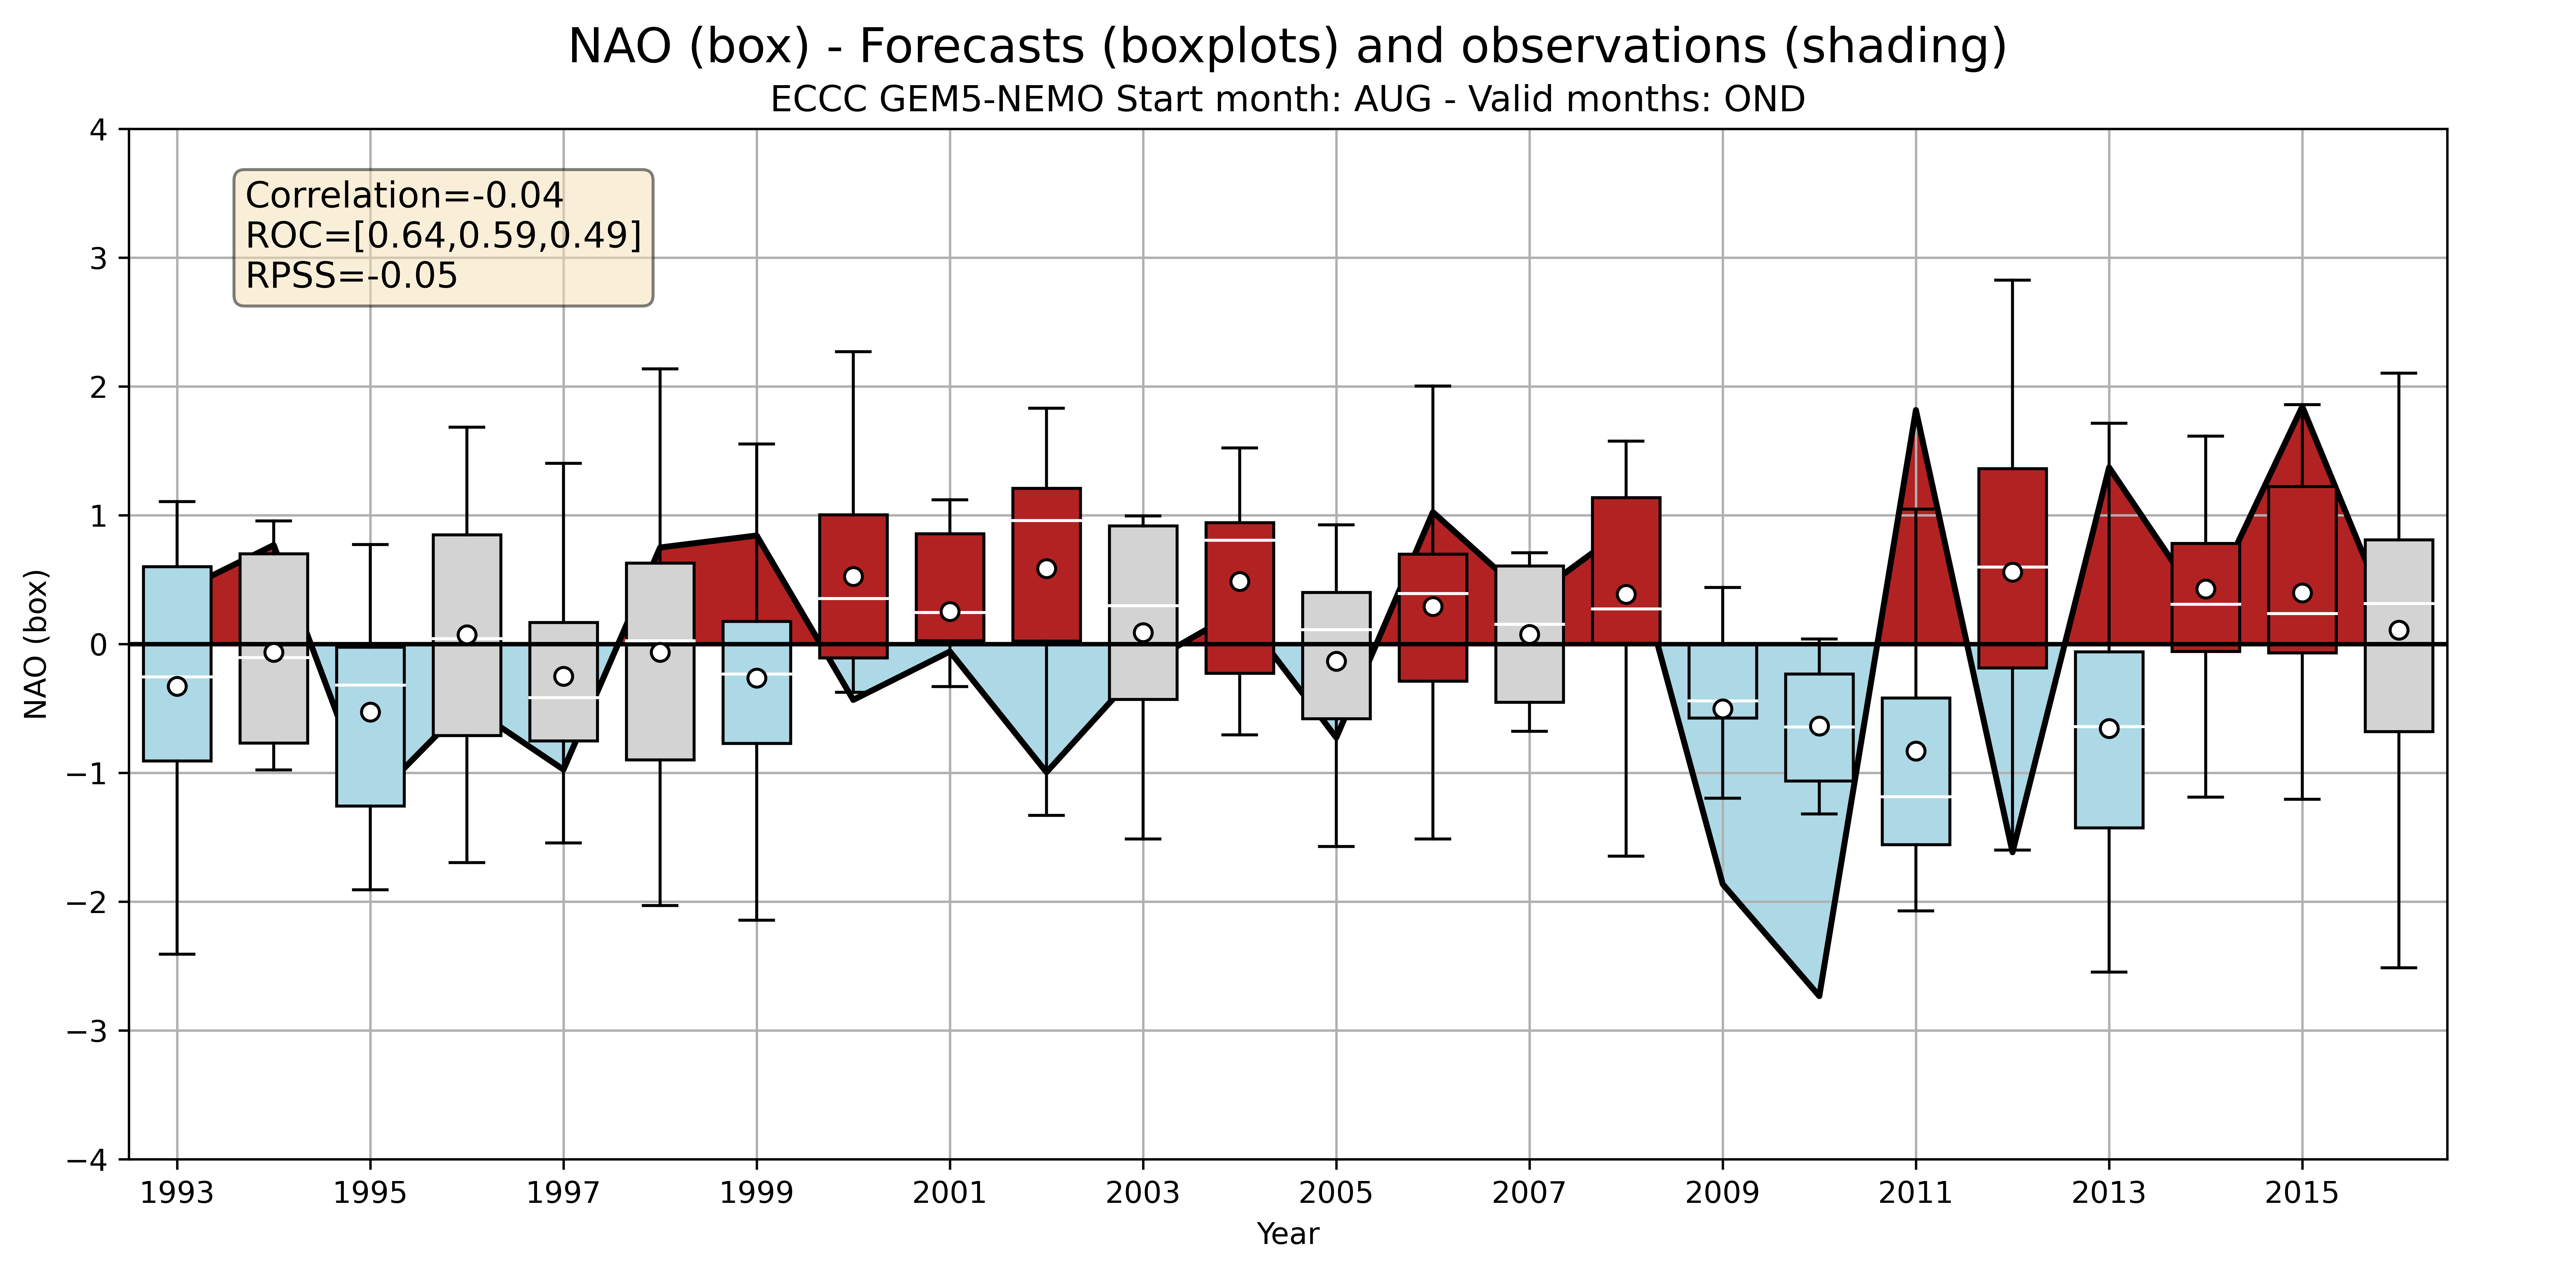 NAO (box) - Forecasts (boxplots) and observations (shading)
ECCC GEM5-NEMO Start month: AUG - Valid months: OND
Correlation=-0.04
ROC=[0.64,0.59,0.49]
RPSS=-0.05
NAO (box)
4
3
2
1
0
−1
−2
−3
−4
1993 1995 1997 1999 2001 2003 2005 2007 2009 2011 2013 2015
Year